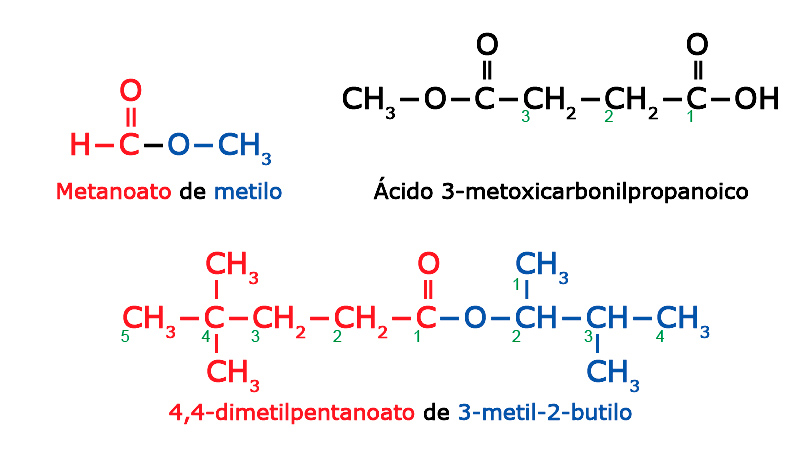 O
||
H–C–O–CH₃
Metanoato de metilo
O O
|| ||
CH₃–O–C–CH₂–CH₂–C–OH
3 2 1
Ácido 3-metoxicarbonilpropanoico
CH₃ O CH₃
| || 1|
CH₃–C–CH₂–CH₂–C–O–CH–CH–CH₃
5 4 3 2 1 2 3 4
CH₃ CH₃
4,4-dimetilpentanoato de 3-metil-2-butilo